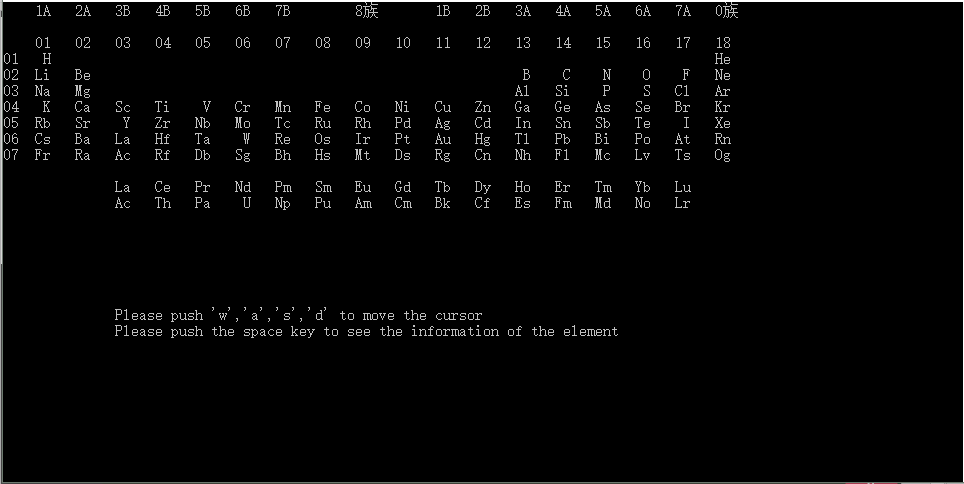 1A 2A 3B 4B 5B 6B 7B 8族 1B 2B 3A 4A 5A 6A 7A 0族
01 02 03 04 05 06 07 08 09 10 11 12 13 14 15 16 17 18
01 H He
02 Li Be B C N O F Ne
03 Na Mg Al Si P S Cl Ar
04 K Ca Sc Ti V Cr Mn Fe Co Ni Cu Zn Ga Ge As Se Br Kr
05 Rb Sr Y Zr Nb Mo Tc Ru Rh Pd Ag Cd In Sn Sb Te I Xe
06 Cs Ba La Hf Ta W Re Os Ir Pt Au Hg Tl Pb Bi Po At Rn
07 Fr Ra Ac Rf Db Sg Bh Hs Mt Ds Rg Cn Nh Fl Mc Lv Ts Og
La Ce Pr Nd Pm Sm Eu Gd Tb Dy Ho Er Tm Yb Lu
Ac Th Pa U Np Pu Am Cm Bk Cf Es Fm Md No Lr
Please push 'w','a','s','d' to move the cursor
Please push the space key to see the information of the element